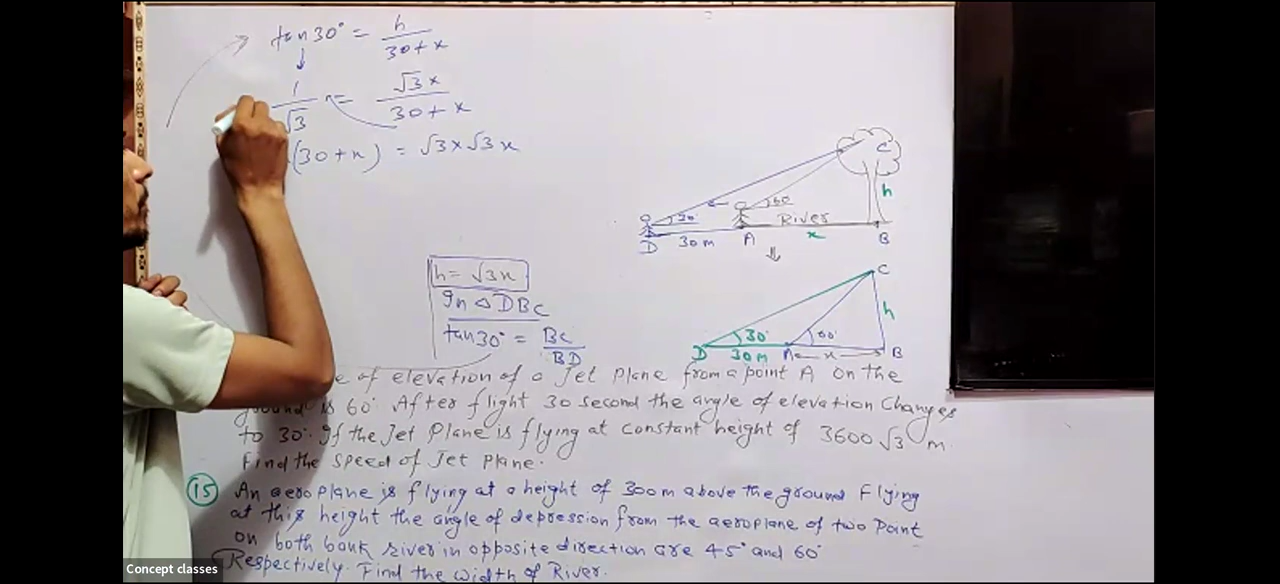 tan30° = h/30+x
1/√3 = √3x/30+x
(30+x) = √3×√3x
C
h
60°
30°
River
D 30m A x B
h = √3x
In △DBC
tan30° = BC/BD
C
h
30° 60°
D 30m A x B
of elevation of a Jet Plane from a point A on the
ground is 60° After flight 30 second the angle of elevation Changes
to 30°. If the Jet Plane is flying at constant height of 3600√3 m.
Find the speed of Jet Plane.
15 An aeroplane is flying at a height of 300m above the ground Flying
at this height the angle of depression from the aeroplane of two Point
on both bank river in opposite direction are 45° and 60°
Respectively. Find the width of River.
Concept classes